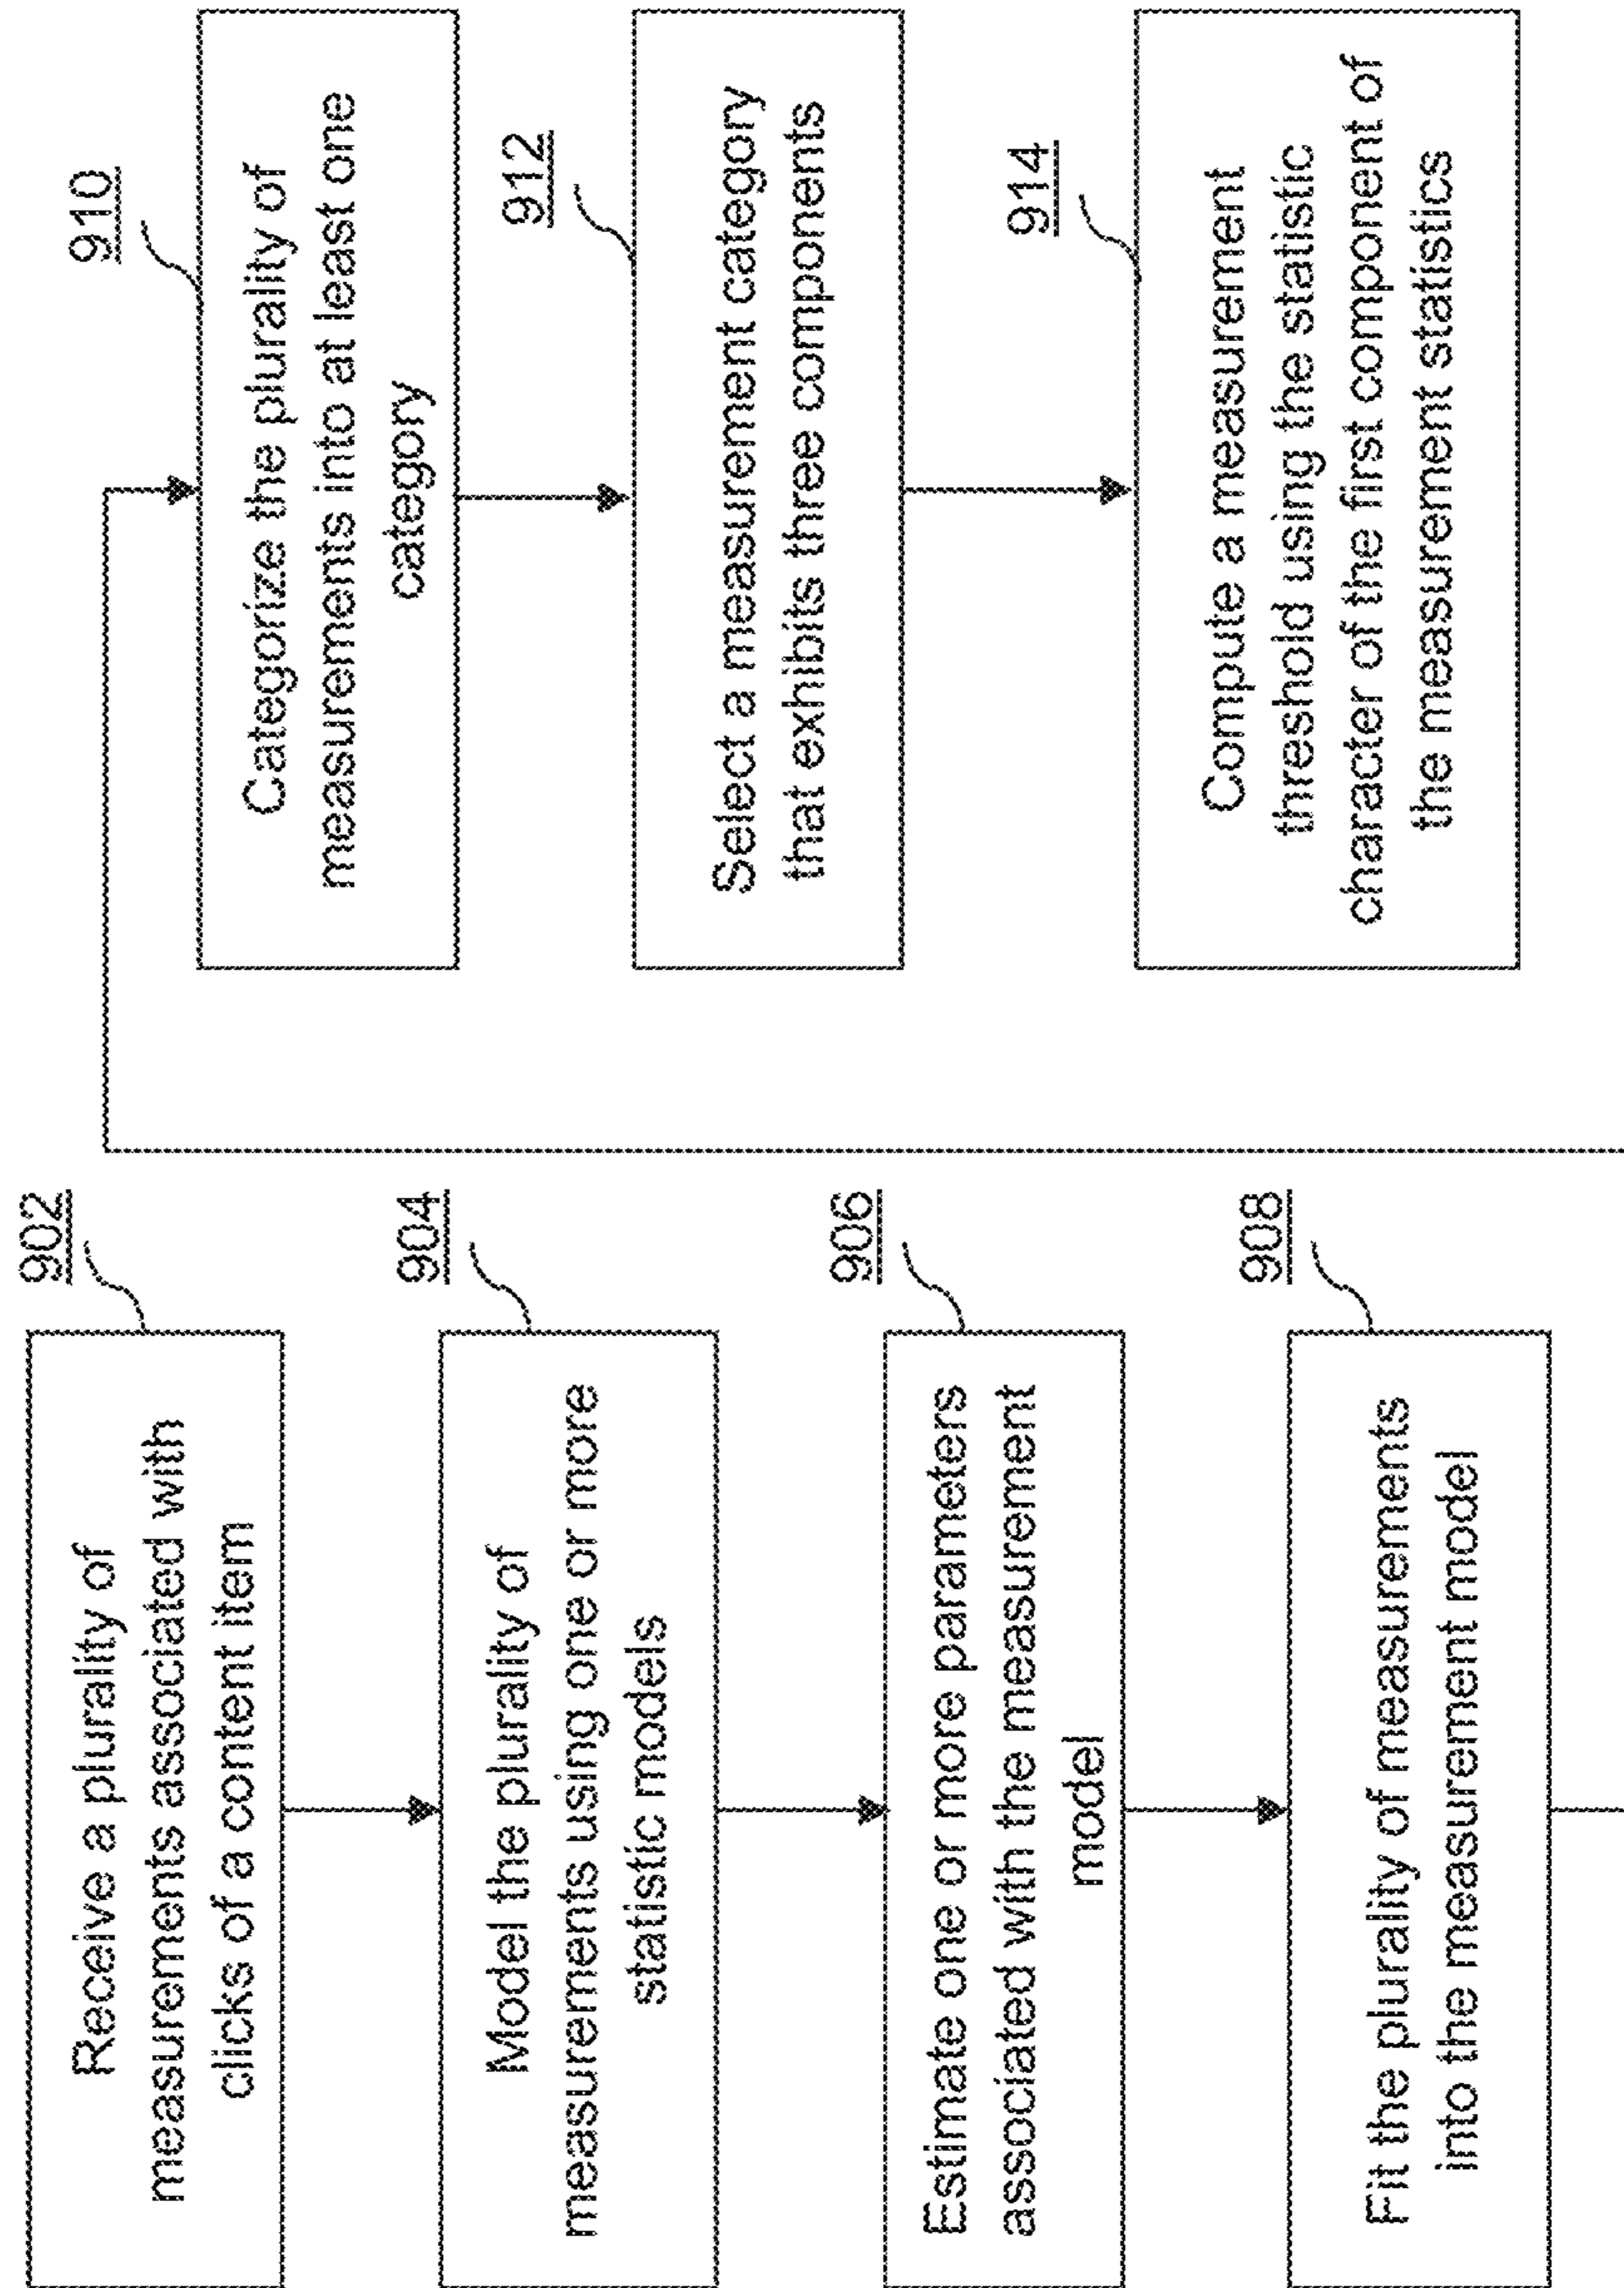 902
Receive a plurality of
measurements associated with
clicks of a content item
904
Model the plurality of
measurements using one or more
statistic models
906
Estimate one or more parameters
associated with the measurement
model
908
Fit the plurality of measurements
into the measurement model
910
Categorize the plurality of
measurements into at least one
category
912
Select a measurement category
that exhibits three components
914
Compute a measurement
threshold using the statistic
character of the first component of
the measurement statistics